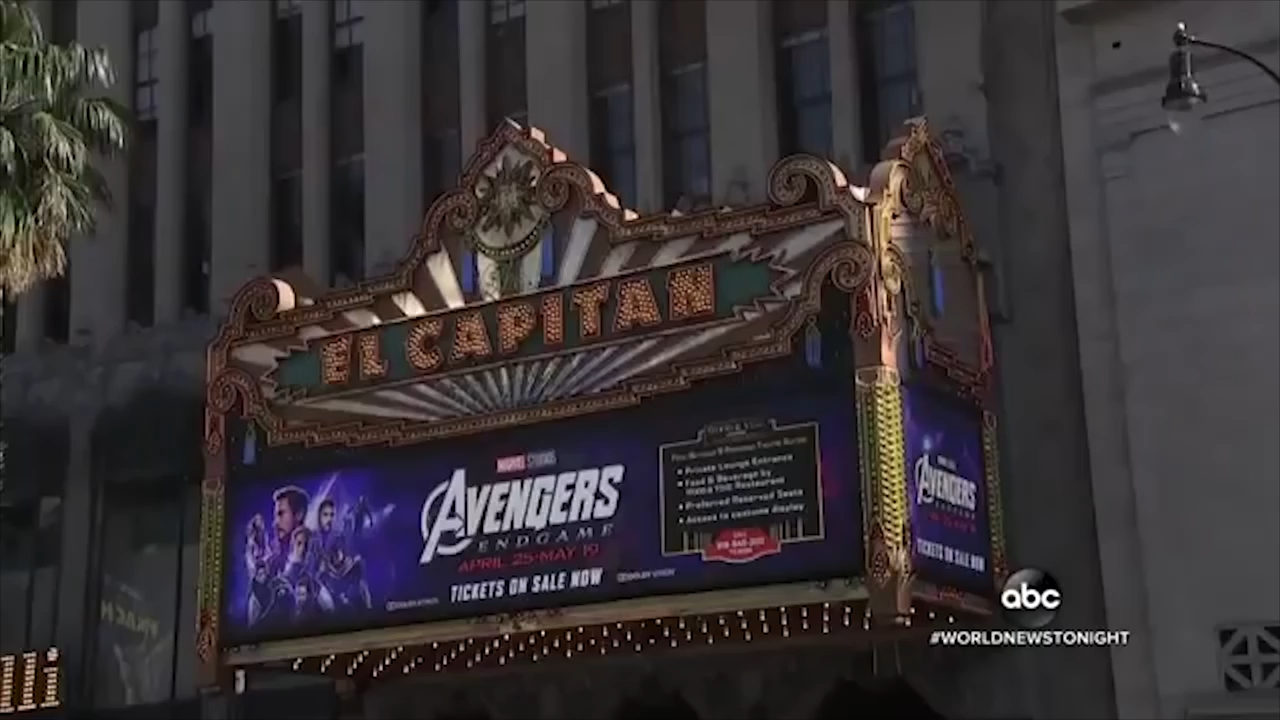 EL CAPITAN
MARVEL STUDIOS
AVENGERS
ENDGAME
APRIL 25-MAY 19
TICKETS ON SALE NOW
• Private Lounge Entrance
• Food & Beverage by
Restaurant
• Preferred Reserved Seats
• Access to costume display
AVENGERS
TICKETS ON SALE NOW
abc
#WORLDNEWSTONIGHT